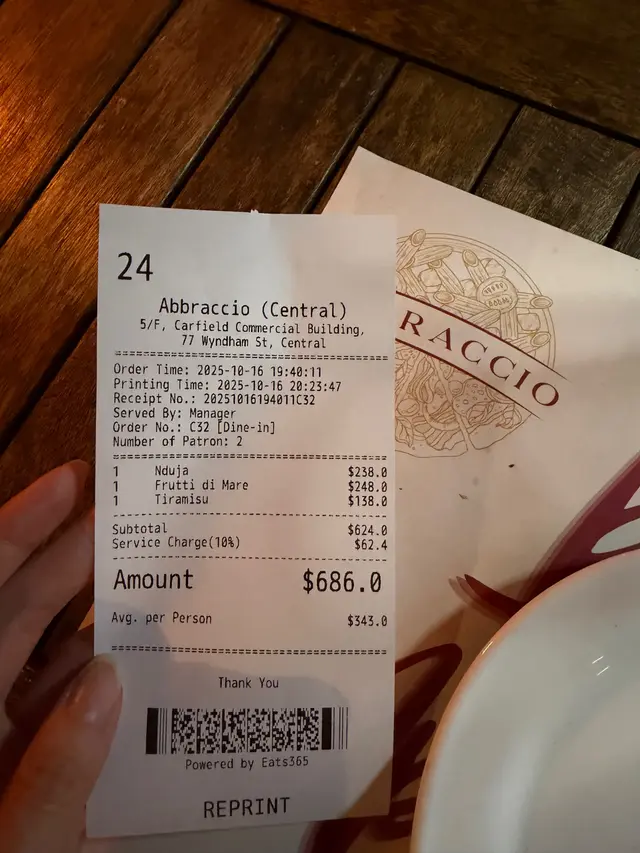 24
Abbraccio (Central)
5/F, Carfield Commercial Building,
77 Wyndham St, Central
Order Time: 2025-10-16 19:40:11
Printing Time: 2025-10-16 20:23:47
Receipt No.: 20251016194011C32
Served By: Manager
Order No.: C32 [Dine-in]
Number of Patron: 2
1 Nduja $238.0
1 Frutti di Mare $248.0
1 Tiramisu $138.0
Subtotal $624.0
Service Charge(10%) $62.4
Amount $686.0
Avg. per Person $343.0
Thank You
Powered by Eats365
REPRINT
RACCIO